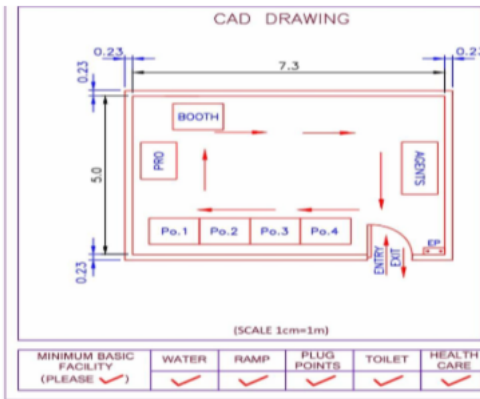 CAD DRAWING
0.23
0.23
7.3
0.23
BOOTH
PRO
AGENTS
5.0
Po.1 Po.2 Po.3 Po.4
ENTRY
EXIT
0.23
(SCALE 1cm=1m)
MINIMUM BASIC FACILITY (PLEASE ✓)
WATER
RAMP
PLUG POINTS
TOILET
HEALTH CARE
✓ ✓ ✓ ✓ ✓